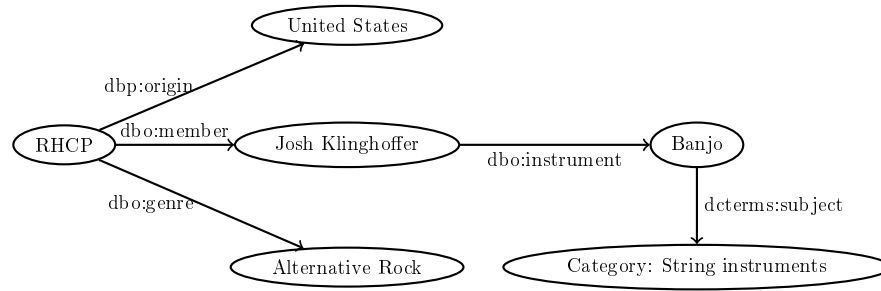 United States
dbp:origin
RHCP
dbo:member
Josh Klinghoffer
dbo:instrument
Banjo
dbo:genre
dcterms:subject
Alternative Rock
Category: String instruments